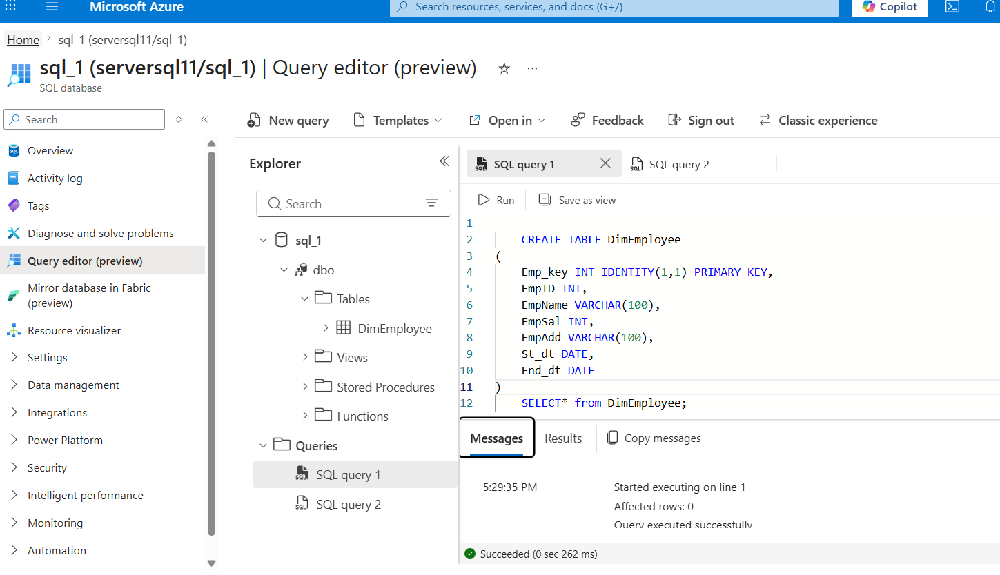 Microsoft Azure
Search resources, services, and docs (G+/)
Copilot
Home
sql_1 (serversql11/sql_1)
sql_1 (serversql11/sql_1) | Query editor (preview)
SQL database
Search
Overview
Activity log
Tags
Diagnose and solve problems
Query editor (preview)
Mirror database in Fabric
(preview)
Resource visualizer
Settings
Data management
Integrations
Power Platform
Security
Intelligent performance
Monitoring
Automation
New query
Templates
Open in
Feedback
Sign out
Classic experience
Explorer
Search
sql_1
dbo
Tables
DimEmployee
Views
Stored Procedures
Functions
Queries
SQL query 1
SQL query 2
SQL query 1
SQL query 2
Run
Save as view
1
2 CREATE TABLE DimEmployee
3 (
4 Emp_key INT IDENTITY(1,1) PRIMARY KEY,
5 EmpID INT,
6 EmpName VARCHAR(100),
7 EmpSal INT,
8 EmpAdd VARCHAR(100),
9 St_dt DATE,
10 End_dt DATE
11 )
12 SELECT* from DimEmployee;
Messages
Results
Copy messages
5:29:35 PM
Started executing on line 1
Affected rows: 0
Query executed successfully
Succeeded (0 sec 262 ms)